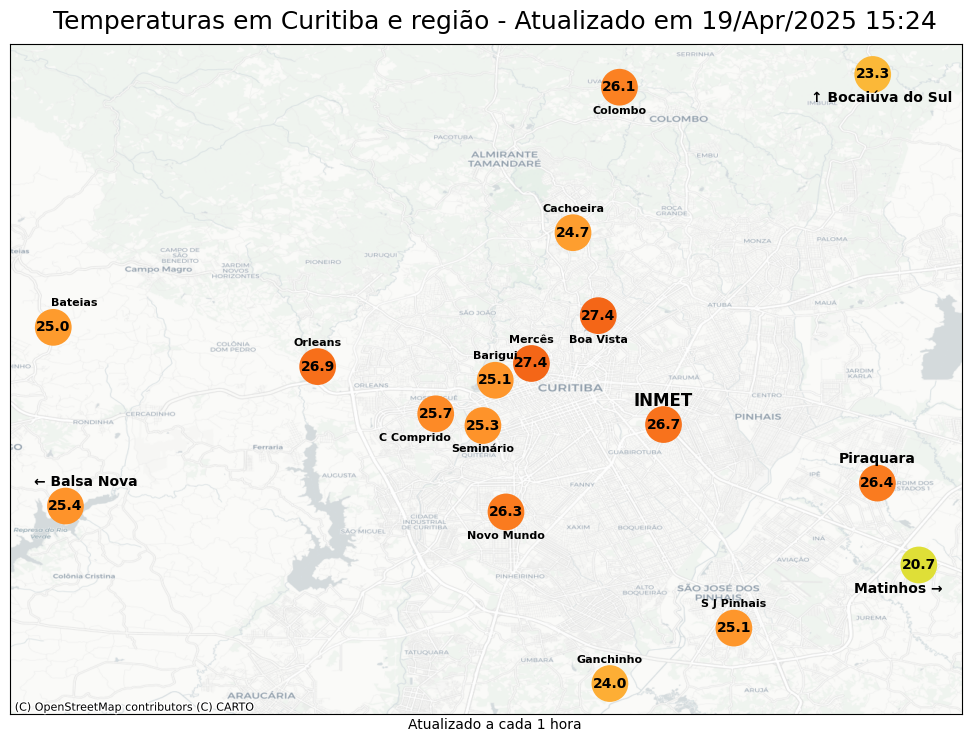 Temperaturas em Curitiba e região - Atualizado em 19/Apr/2025 15:24
SERRINHA
23.3
↑ Bocaiúva do Sul
26.1
Colombo
COLOMBO
PACOTUBA
ALMIRANTE
TAMANDARÉ
EMBU
Cachoeira
24.7
ROÇA
GRANDE
MONZA
PALOMA
CAMPO DE
SÃO
BENEDITO
JARDIM
NOVOS
HORIZONTES
Campo Magro
PIONEIRO
JURUQUI
Bateias
25.0
SÃO JOÃO
27.4
Boa Vista
ATUBA
MAUÁ
COLÔNIA
DOM PEDRO
Orleans
26.9
Mercês
27.4
Barigui
25.1
ORLEANS
CURITIBA
TARUMÃ
JARDIM
KARLA
CENTRO
PINHAIS
INMET
26.7
25.7
C Comprido
25.3
Seminário
CERCADINHO
RONDINHA
Ferraria
GUABIROTUBA
Piraquara
26.4
IPÊ
AUGUSTA
FANNY
← Balsa Nova
25.4
26.3
Novo Mundo
CIDADE
INDUSTRIAL
DE CURITIBA
SÃO MIGUEL
XAXIM
BOQUEIRÃO
INÁ
AVIAÇÃO
Represa do Rio
Verde
Colônia Cristina
PINHEIRINHO
ALTO
BOQUEIRÃO
SÃO JOSÉ DOS
PINHAIS
20.7
Matinhos →
S J Pinhais
25.1
JUREMA
TATUQUARA
UMBARÁ
Ganchinho
24.0
ARUJÁ
ARAUCÁRIA
(C) OpenStreetMap contributors (C) CARTO
Atualizado a cada 1 hora